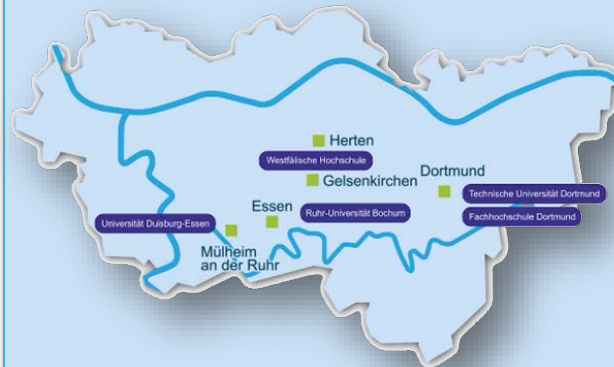 Herten
Westfälische Hochschule
Gelsenkirchen
Dortmund
Technische Universität Dortmund
Fachhochschule Dortmund
Essen
Ruhr-Universität Bochum
Universität Duisburg-Essen
Mülheim
an der Ruhr